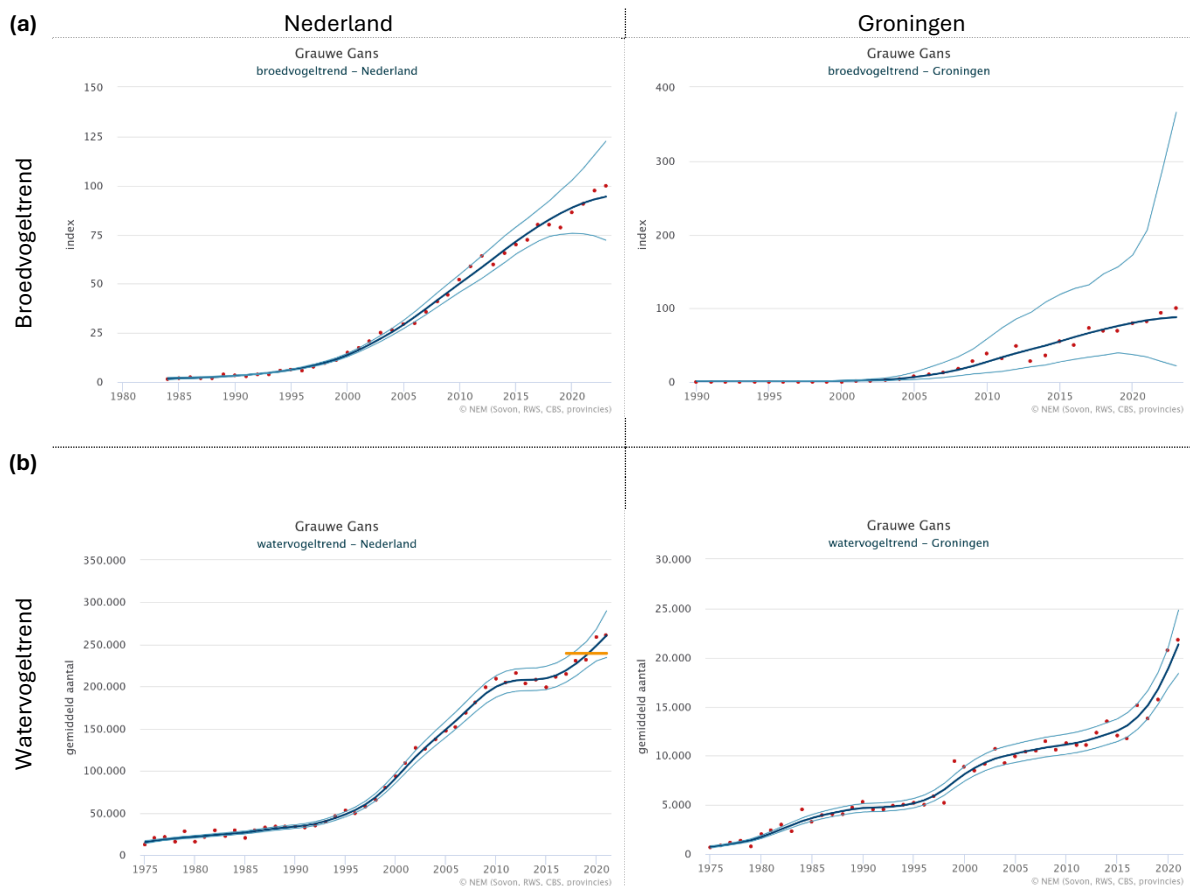 (a)
Nederland
Groningen
Broedvogeltrend
Grauwe Gans
broedvogeltrend – Nederland
150
125
100
75
50
25
0
index
1980 1985 1990 1995 2000 2005 2010 2015 2020
© NEM (Sovon, RWS, CBS, provincies)
Grauwe Gans
broedvogeltrend – Groningen
400
300
200
100
0
index
1990 1995 2000 2005 2010 2015 2020
© NEM (Sovon, RWS, CBS, provincies)
(b)
Watervogeltrend
Grauwe Gans
watervogeltrend – Nederland
350.000
300.000
250.000
200.000
150.000
100.000
50.000
0
gemiddeld aantal
1975 1980 1985 1990 1995 2000 2005 2010 2015 2020
© NEM (Sovon, RWS, CBS, provincies)
Grauwe Gans
watervogeltrend – Groningen
30.000
25.000
20.000
15.000
10.000
5.000
0
gemiddeld aantal
1975 1980 1985 1990 1995 2000 2005 2010 2015 2020
© NEM (Sovon, RWS, CBS, provincies)